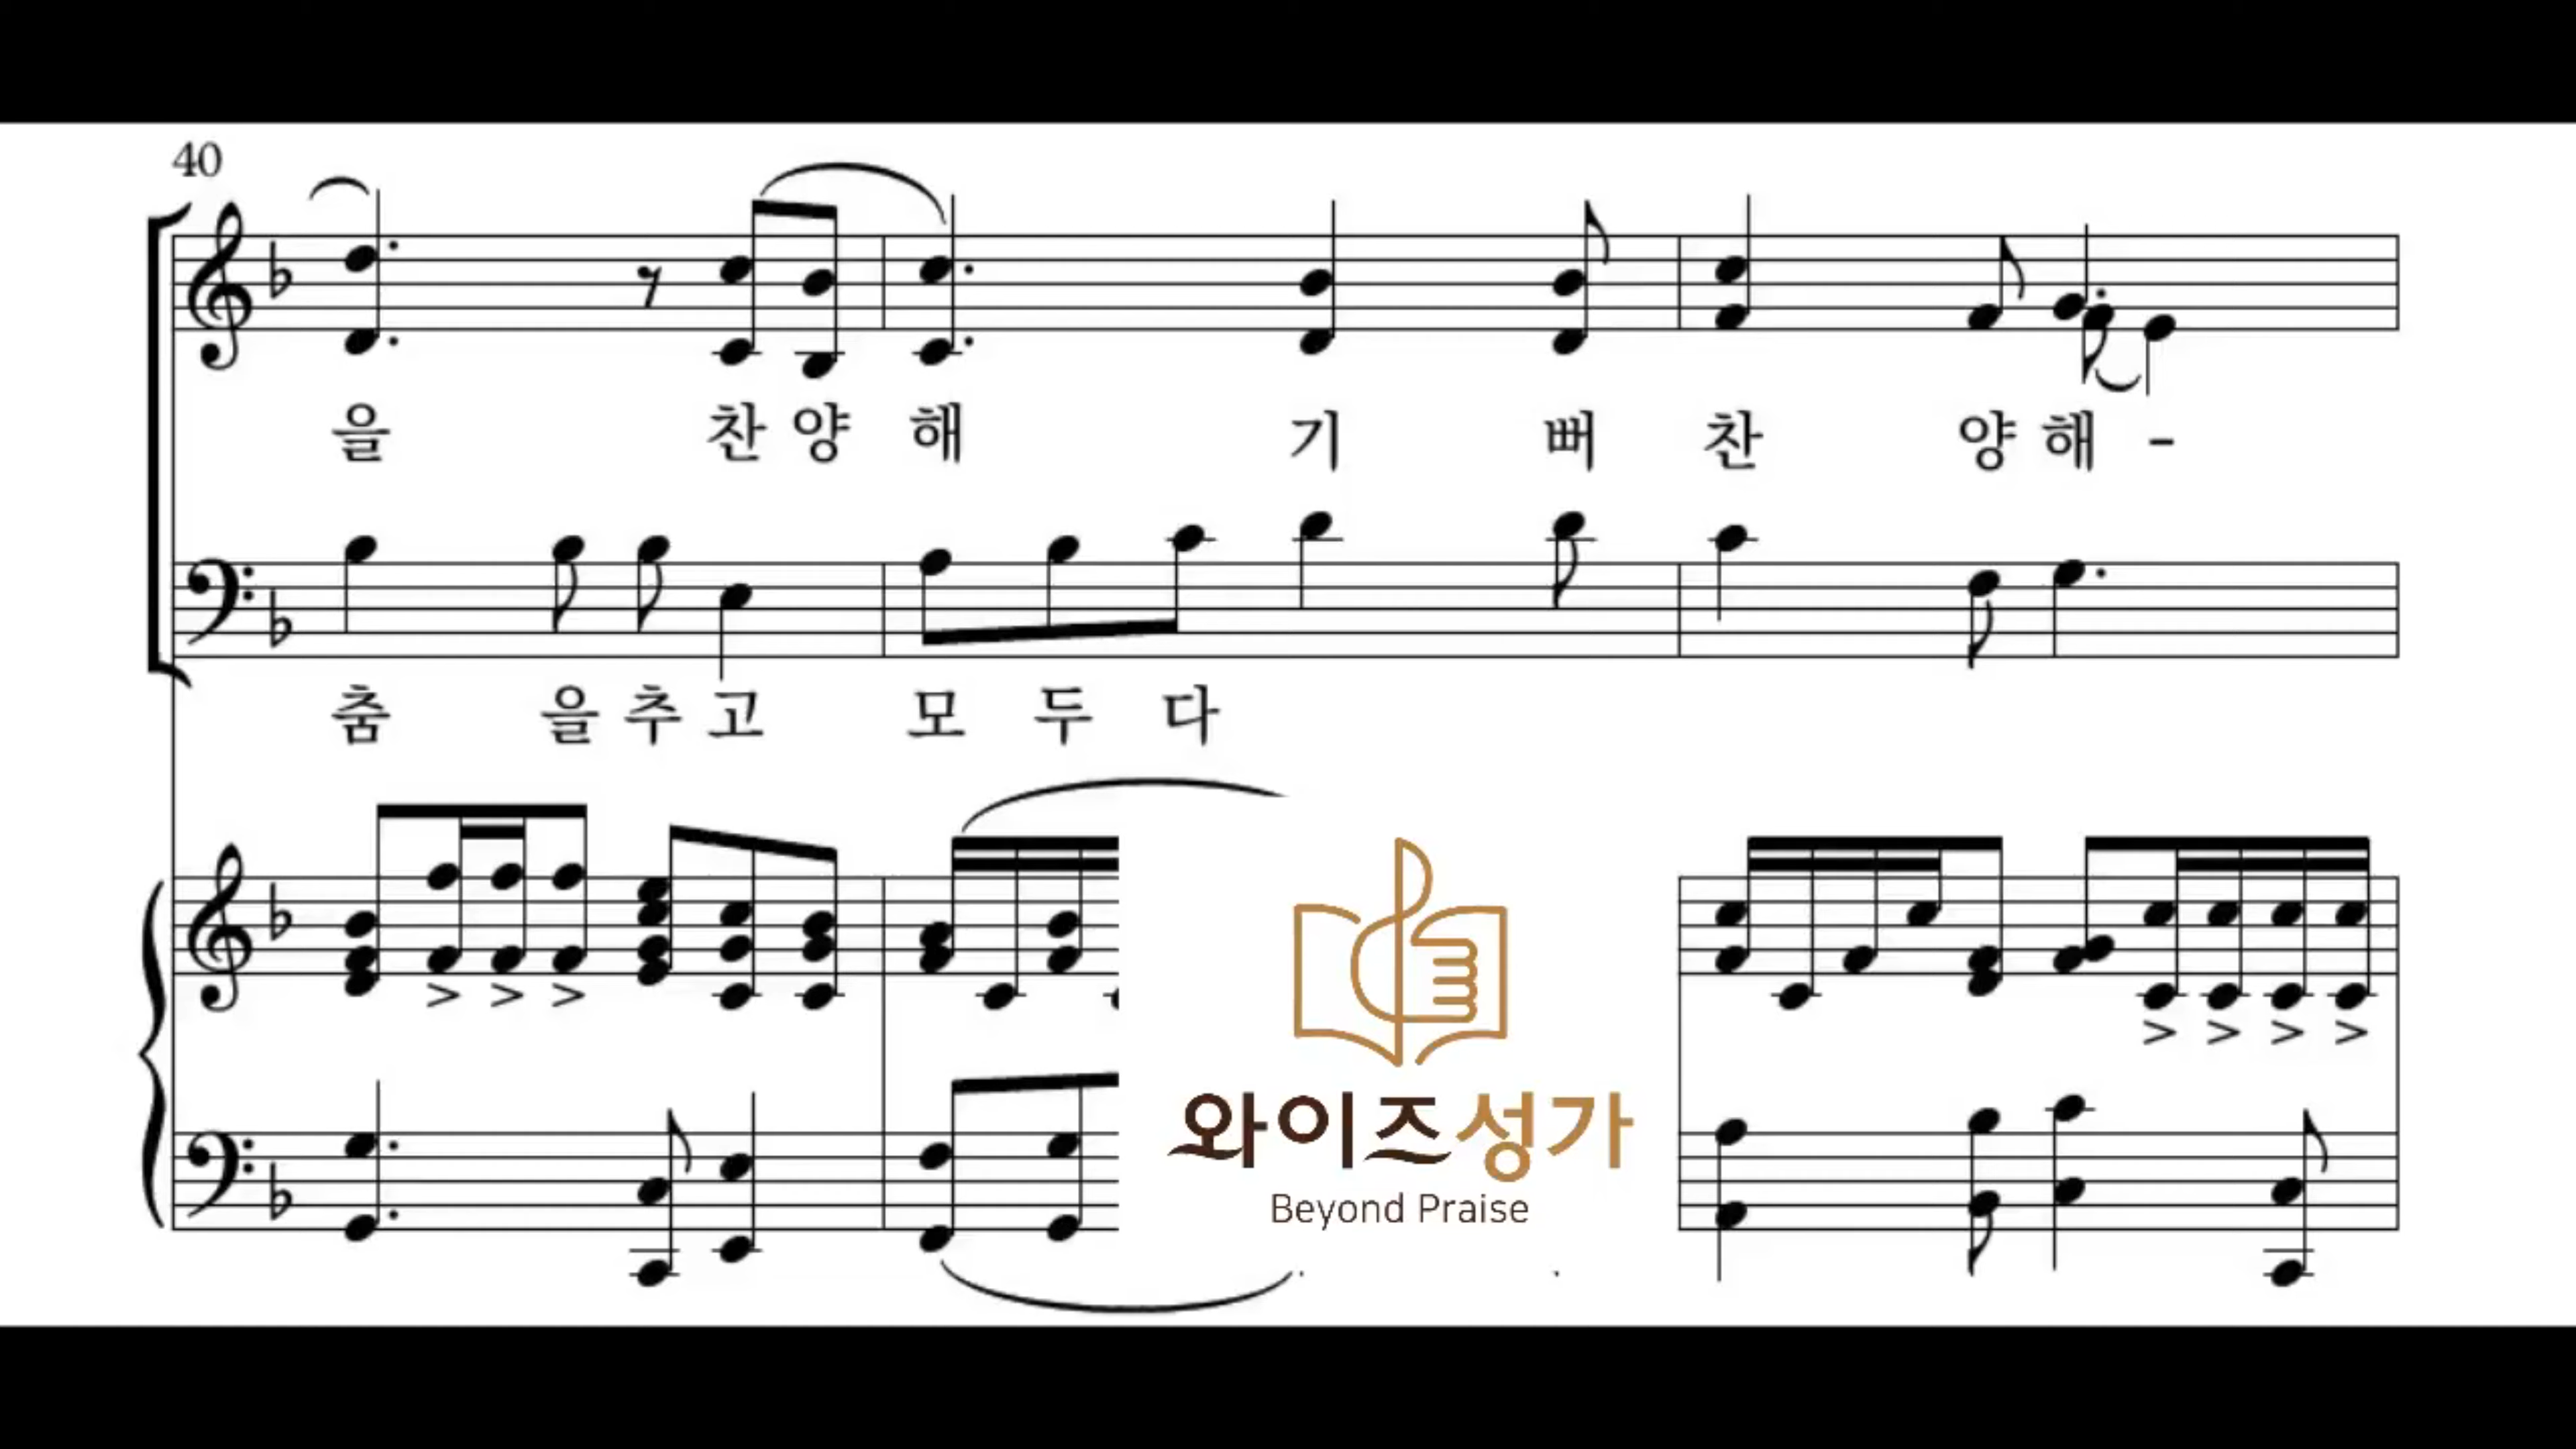 40
을 찬 양 해 기 뻐 찬 양 해 -
춤 을 추 고 모 두 다
와이즈성가
Beyond Praise